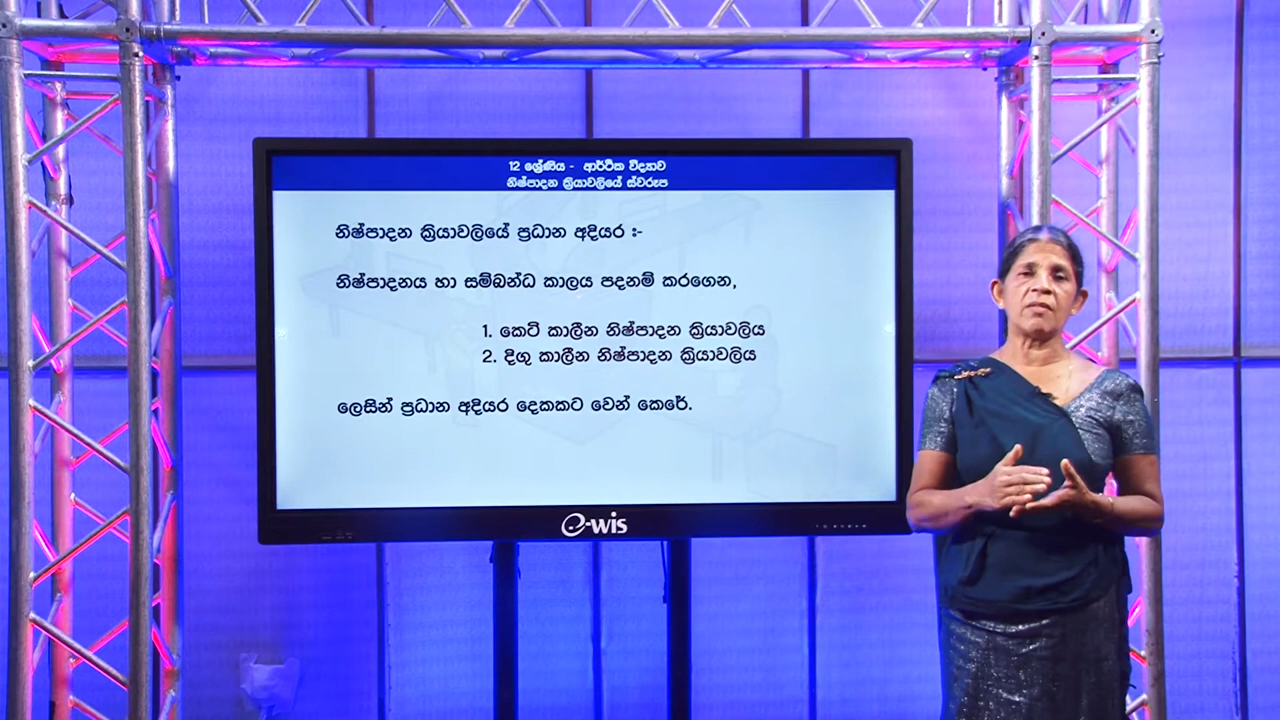 12 ශ්‍රේණිය - ආර්ථික විද්‍යාව
නිෂ්පාදන ක්‍රියාවලියේ ස්වරූප
නිෂ්පාදන ක්‍රියාවලියේ ප්‍රධාන අදියර :-
නිෂ්පාදනය හා සම්බන්ධ කාලය පදනම් කරගෙන,
1. කෙටි කාලීන නිෂ්පාදන ක්‍රියාවලිය
2. දිගු කාලීන නිෂ්පාදන ක්‍රියාවලිය
ලෙසින් ප්‍රධාන අදියර දෙකකට වෙන් කෙරේ.
e-wis